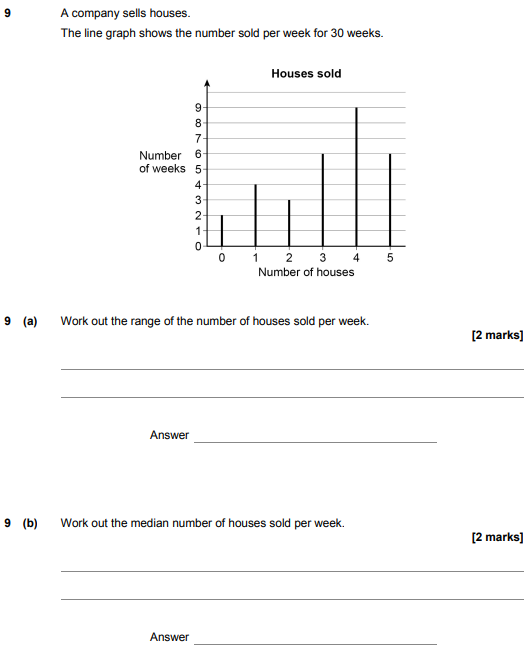 9 A company sells houses.
The line graph shows the number sold per week for 30 weeks.
Houses sold
9
8
7
Number 6
of weeks 5
4
3
2
1
0
0 1 2 3 4 5
Number of houses
9 (a) Work out the range of the number of houses sold per week.
[2 marks]
Answer
9 (b) Work out the median number of houses sold per week.
[2 marks]
Answer